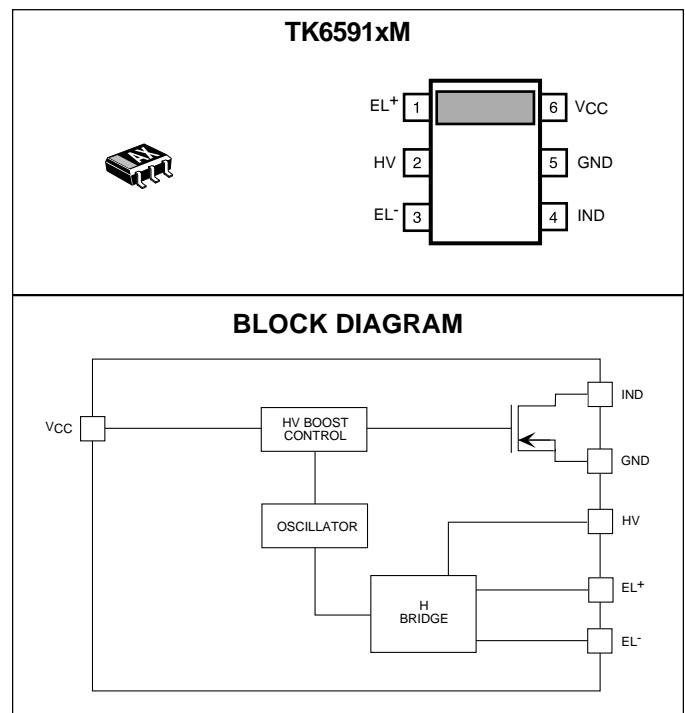 TK6591xM
AX
EL+ 1
6 VCC
HV 2
5 GND
EL- 3
4 IND
BLOCK DIAGRAM
VCC
HV BOOST
CONTROL
IND
GND
OSCILLATOR
HV
H
BRIDGE
EL+
EL-